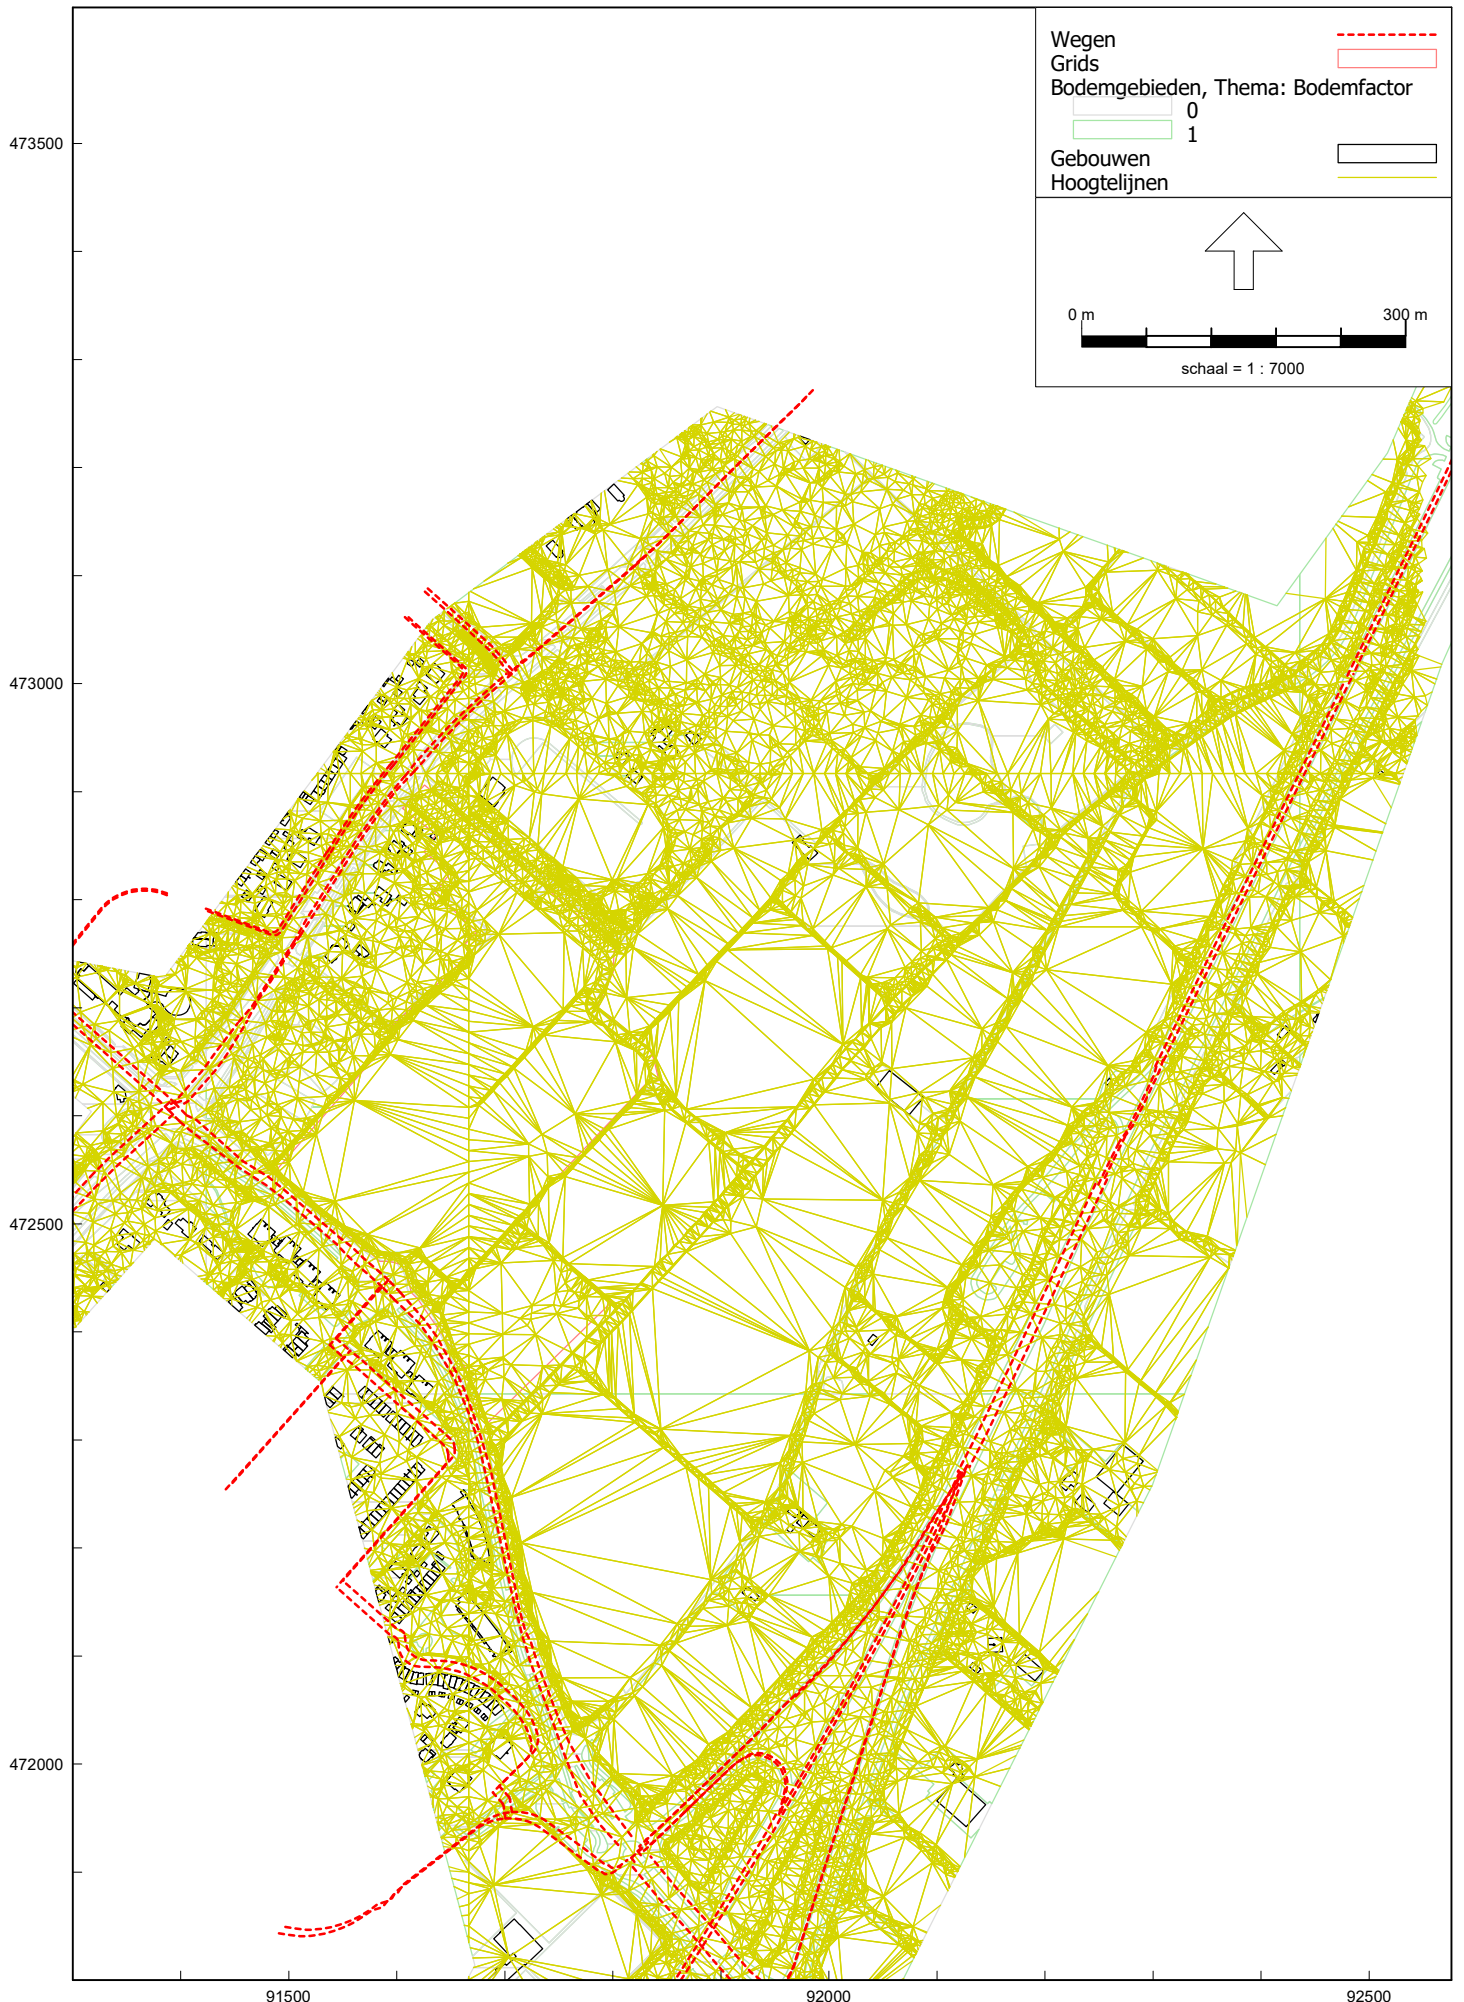 Wegen
Grids
Bodemgebieden, Thema: Bodemfactor
0
1
Gebouwen
Hoogtelijnen
0 m 300 m
schaal = 1 : 7000
473500
473000
472500
472000
91500 92000 92500